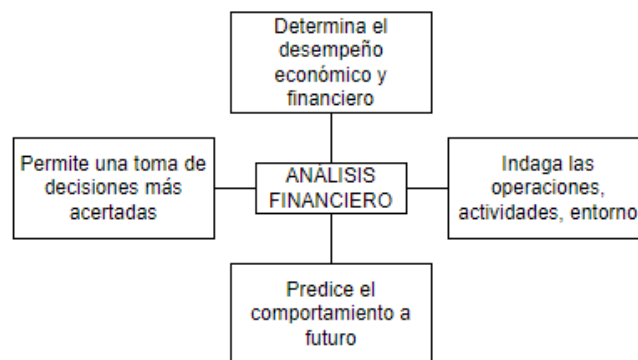 Determina el
desempeño
económico y
financiero
Permite una toma de
decisiones más
acertadas
ANÁLISIS
FINANCIERO
Indaga las
operaciones,
actividades, entorno
Predice el
comportamiento a
futuro